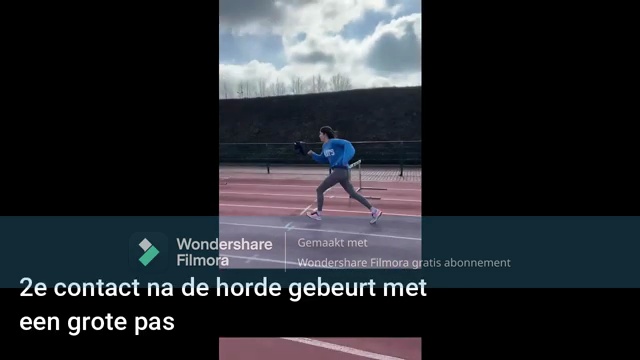 Wondershare
Filmora
Gemaakt met
Wondershare Filmora gratis abonnement
2e contact na de horde gebeurt met
een grote pas